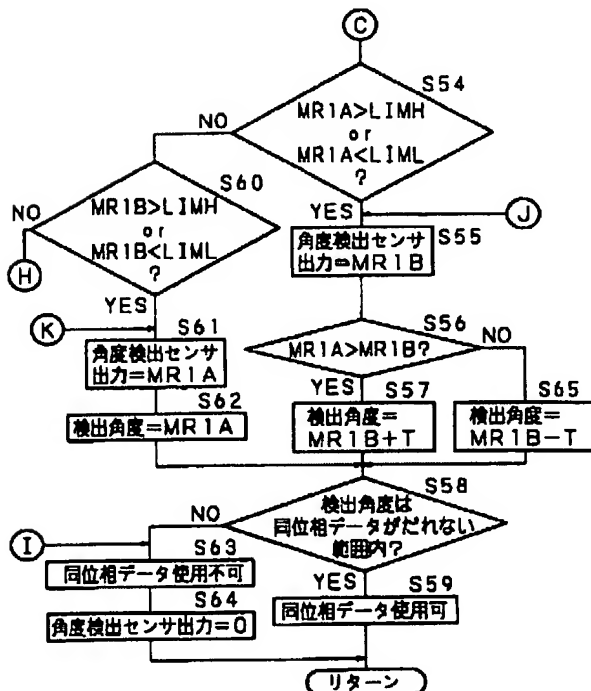 C
S54
MR1A>LIMH
or
MR1A<LIML
?
NO
S60
MR1B>LIMH
or
MR1B<LIML
?
NO
H
YES
J
S55
角度検出センサ
出力=MR1B
YES
K
S61
角度検出センサ
出力=MR1A
S56
MR1A>MR1B?
NO
YES
S62
検出角度=MR1A
S57
検出角度=
MR1B+T
S65
検出角度=
MR1B-T
S58
検出角度は
同位相データがだれない
範囲内?
NO
I
S63
同位相データ使用不可
YES
S59
同位相データ使用可
S64
角度検出センサ出力=0
リターン